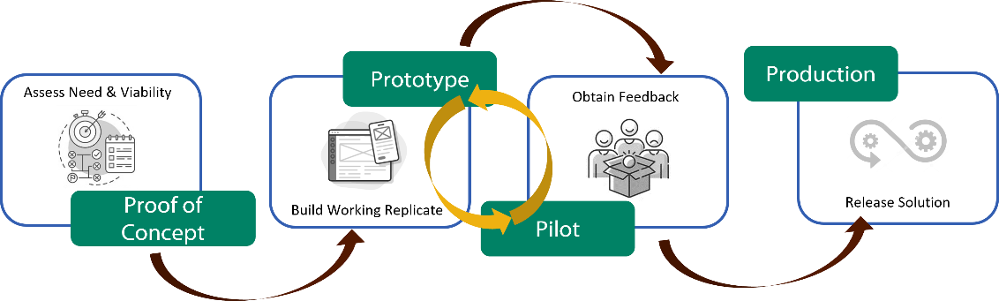 Assess Need & Viability
Proof of
Concept
Prototype
Build Working Replicate
Obtain Feedback
Pilot
Production
Release Solution